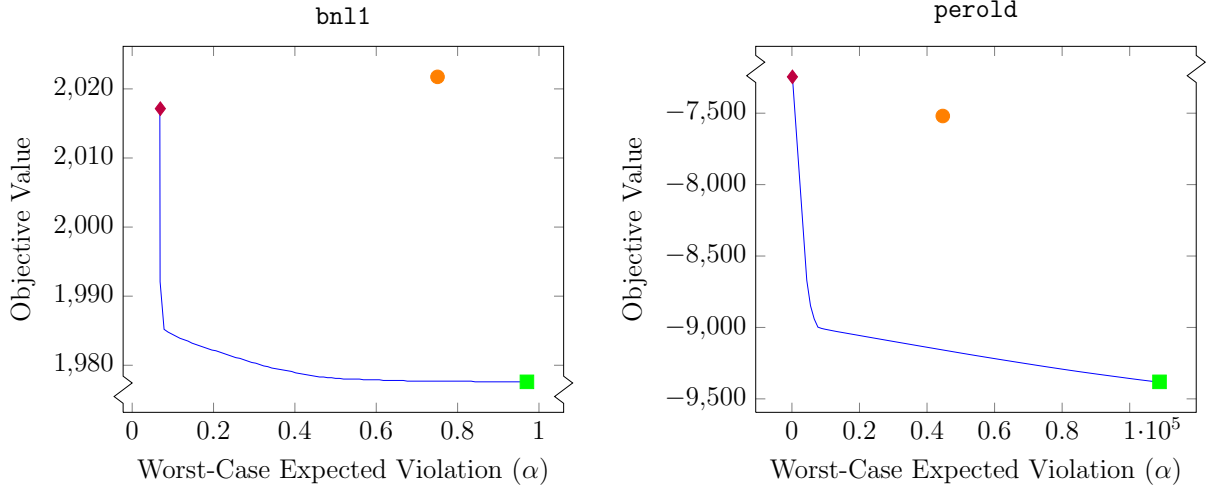 bnl1
2,020
2,010
2,000
1,990
1,980
0 0.2 0.4 0.6 0.8 1
Objective Value
Worst-Case Expected Violation (α)
perold
−7,500
−8,000
−8,500
−9,000
−9,500
0 0.2 0.4 0.6 0.8 1·10⁵
Objective Value
Worst-Case Expected Violation (α)